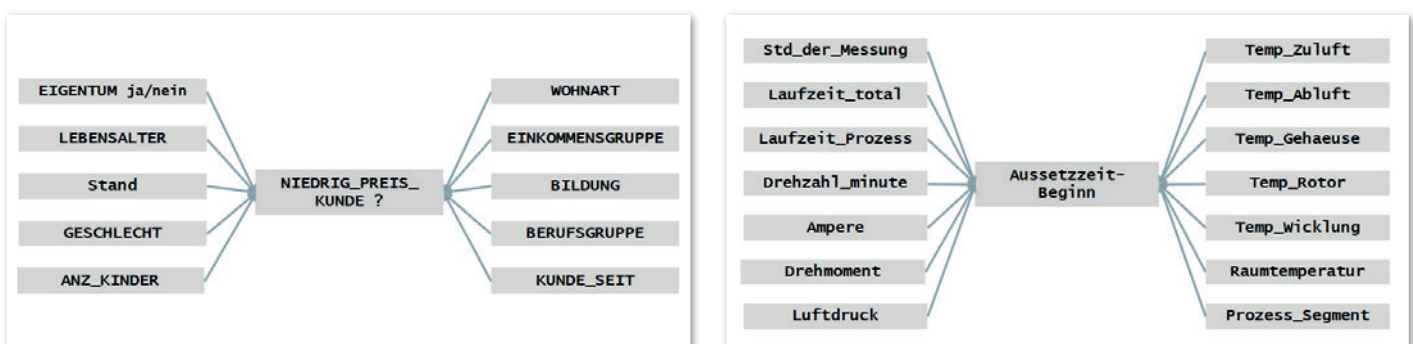 EIGENTUM ja/nein
LEBENSALTER
Stand
GESCHLECHT
ANZ_KINDER
NIEDRIG_PREIS_
KUNDE ?
WOHNART
EINKOMMENSGRUPPE
BILDUNG
BERUFSGRUPPE
KUNDE_SEIT
Std_der_Messung
Laufzeit_total
Laufzeit_Prozess
Drehzahl_minute
Ampere
Drehmoment
Luftdruck
Aussetzzeit-
Beginn
Temp_Zuluft
Temp_Abluft
Temp_Gehaeuse
Temp_Rotor
Temp_Wicklung
Raumtemperatur
Prozess_Segment